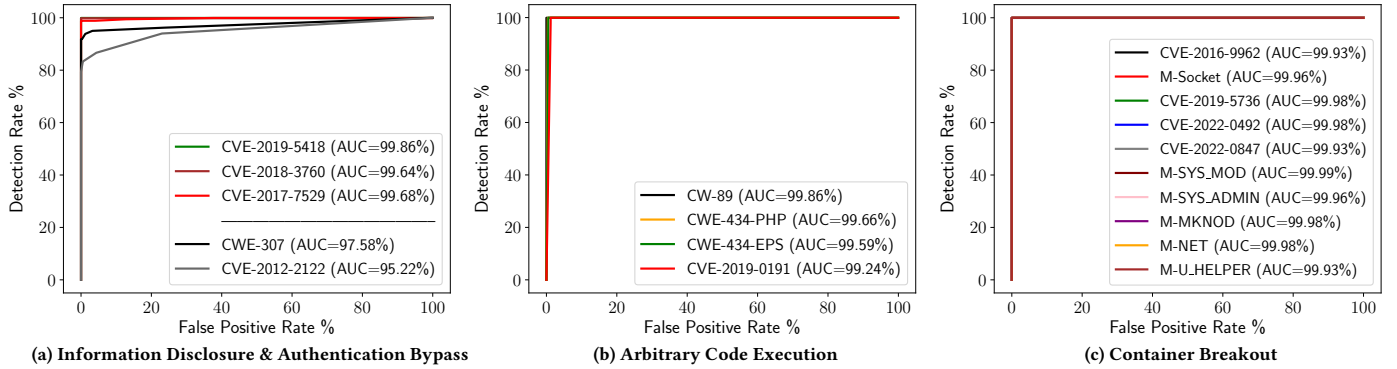 Detection Rate %
100
80
60
40
20
0
CVE-2019-5418 (AUC=99.86%)
CVE-2018-3760 (AUC=99.64%)
CVE-2017-7529 (AUC=99.68%)
CWE-307 (AUC=97.58%)
CVE-2012-2122 (AUC=95.22%)
0 20 40 60 80 100
False Positive Rate %
(a) Information Disclosure & Authentication Bypass
Detection Rate %
100
80
60
40
20
0
CW-89 (AUC=99.86%)
CWE-434-PHP (AUC=99.66%)
CWE-434-EPS (AUC=99.59%)
CVE-2019-0191 (AUC=99.24%)
0 20 40 60 80 100
False Positive Rate %
(b) Arbitrary Code Execution
Detection Rate %
100
80
60
40
20
0
CVE-2016-9962 (AUC=99.93%)
M-Socket (AUC=99.96%)
CVE-2019-5736 (AUC=99.98%)
CVE-2022-0492 (AUC=99.98%)
CVE-2022-0847 (AUC=99.93%)
M-SYS_MOD (AUC=99.99%)
M-SYS_ADMIN (AUC=99.96%)
M-MKNOD (AUC=99.98%)
M-NET (AUC=99.98%)
M-U_HELPER (AUC=99.93%)
0 20 40 60 80 100
False Positive Rate %
(c) Container Breakout